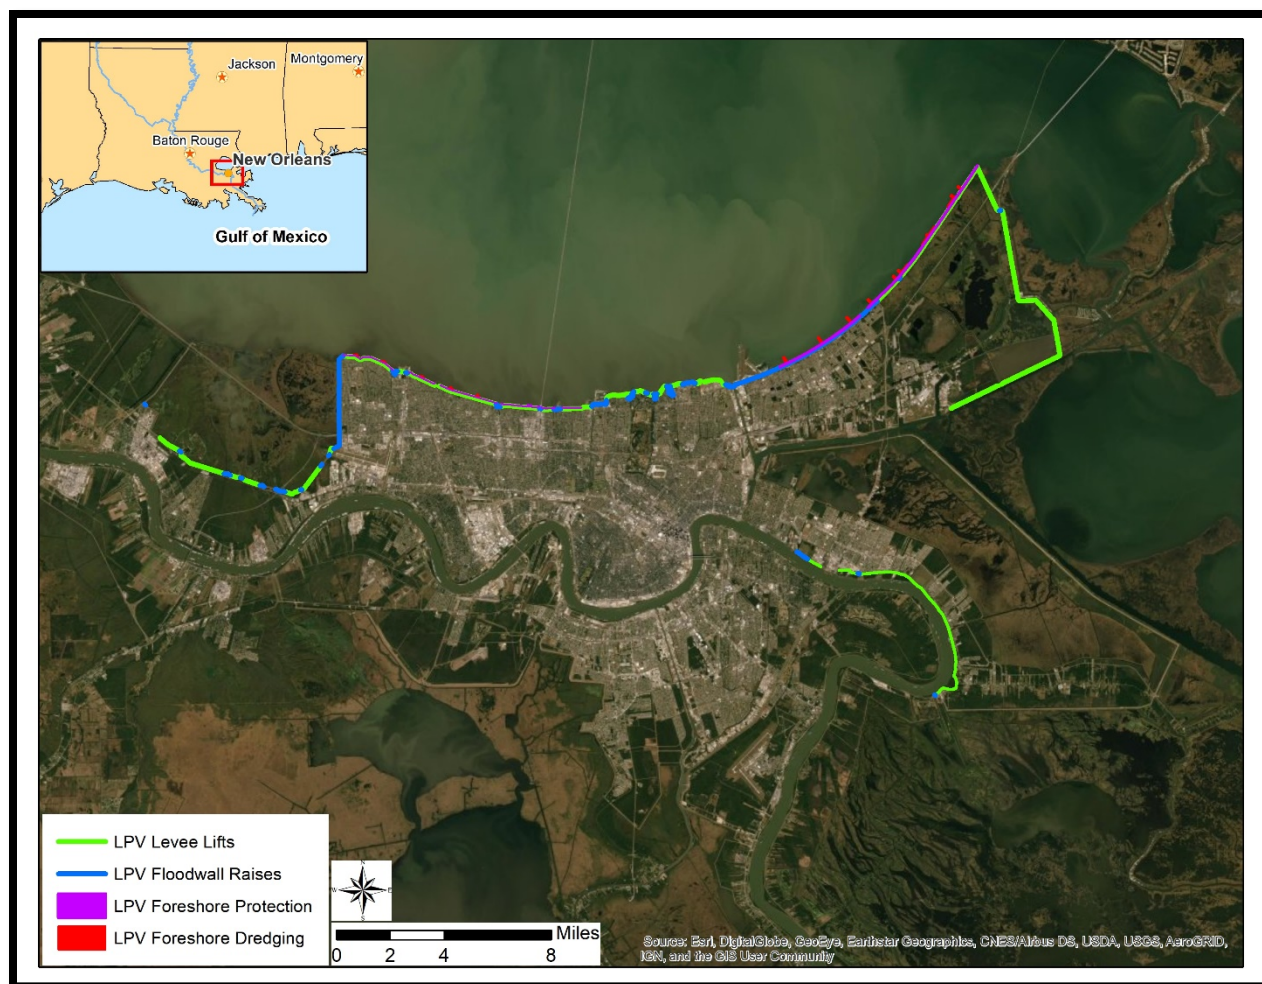 Jackson
Montgomery
Baton Rouge
New Orleans
Gulf of Mexico
LPV Levee Lifts
LPV Floodwall Raises
LPV Foreshore Protection
LPV Foreshore Dredging
N
W E
S
Miles
0 2 4 8
Source: Esri, DigitalGlobe, GeoEye, Earthstar Geographics, CNES/Airbus DS, USDA, USGS, AeroGRID,
IGN, and the GIS User Community